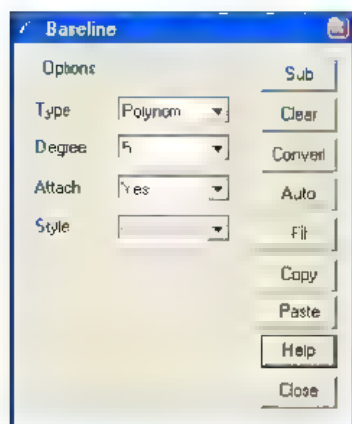 Baseline
Options
Sub
Type Polynom
Clear
Degree 5
Convert
Attach Yes
Auto
Style
Fit
Copy
Paste
Help
Close